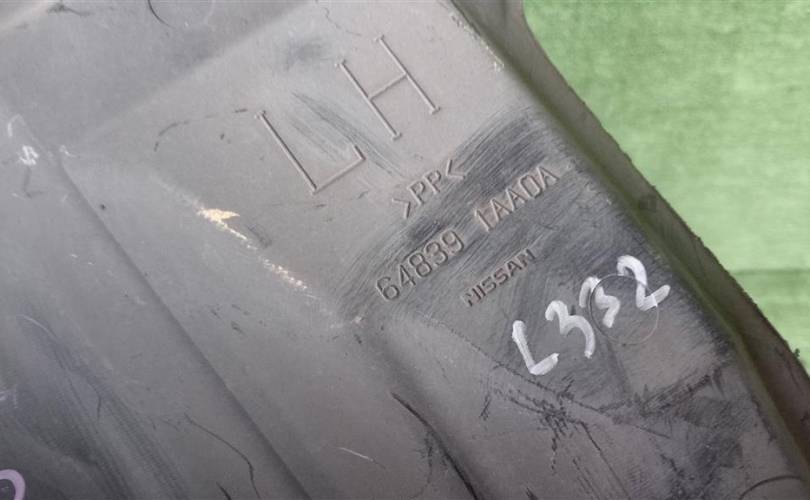 LH
>PP<
64839 1AA0A
NISSAN
L332